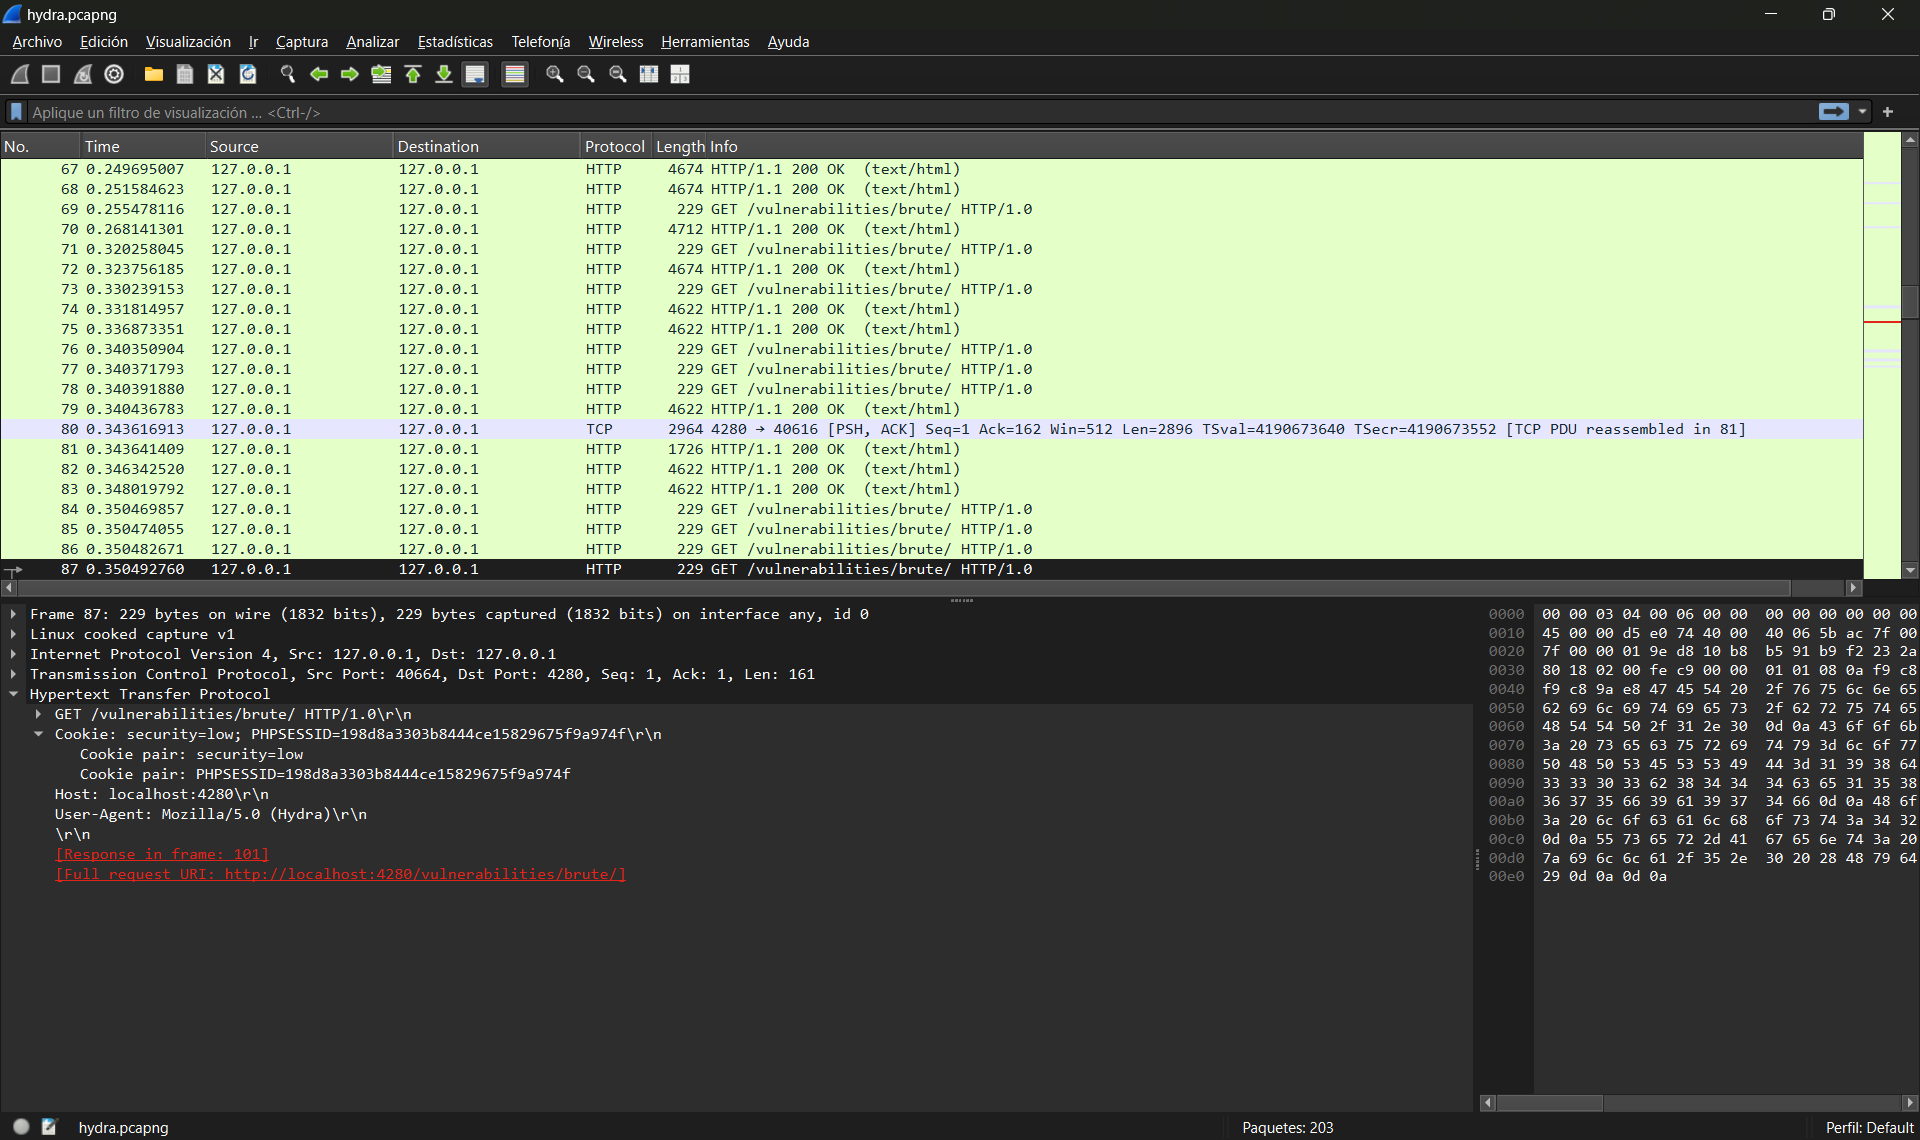 hydra.pcapng
Archivo Edición Visualización Ir Captura Analizar Estadísticas Telefonía Wireless Herramientas Ayuda
Aplique un filtro de visualización ... <Ctrl-/>
No. Time Source Destination Protocol Length Info
67 0.249695007 127.0.0.1 127.0.0.1 HTTP 4674 HTTP/1.1 200 OK (text/html)
68 0.251584623 127.0.0.1 127.0.0.1 HTTP 4674 HTTP/1.1 200 OK (text/html)
69 0.255478116 127.0.0.1 127.0.0.1 HTTP 229 GET /vulnerabilities/brute/ HTTP/1.0
70 0.268141301 127.0.0.1 127.0.0.1 HTTP 4712 HTTP/1.1 200 OK (text/html)
71 0.320258045 127.0.0.1 127.0.0.1 HTTP 229 GET /vulnerabilities/brute/ HTTP/1.0
72 0.323756185 127.0.0.1 127.0.0.1 HTTP 4674 HTTP/1.1 200 OK (text/html)
73 0.330239153 127.0.0.1 127.0.0.1 HTTP 229 GET /vulnerabilities/brute/ HTTP/1.0
74 0.331814957 127.0.0.1 127.0.0.1 HTTP 4622 HTTP/1.1 200 OK (text/html)
75 0.336873351 127.0.0.1 127.0.0.1 HTTP 4622 HTTP/1.1 200 OK (text/html)
76 0.340350904 127.0.0.1 127.0.0.1 HTTP 229 GET /vulnerabilities/brute/ HTTP/1.0
77 0.340371793 127.0.0.1 127.0.0.1 HTTP 229 GET /vulnerabilities/brute/ HTTP/1.0
78 0.340391880 127.0.0.1 127.0.0.1 HTTP 229 GET /vulnerabilities/brute/ HTTP/1.0
79 0.340436783 127.0.0.1 127.0.0.1 HTTP 4622 HTTP/1.1 200 OK (text/html)
80 0.343616913 127.0.0.1 127.0.0.1 TCP 2964 4280 → 40616 [PSH, ACK] Seq=1 Ack=162 Win=512 Len=2896 TSval=4190673640 TSecr=4190673552 [TCP PDU reassembled in 81]
81 0.343641409 127.0.0.1 127.0.0.1 HTTP 1726 HTTP/1.1 200 OK (text/html)
82 0.346342520 127.0.0.1 127.0.0.1 HTTP 4622 HTTP/1.1 200 OK (text/html)
83 0.348019792 127.0.0.1 127.0.0.1 HTTP 4622 HTTP/1.1 200 OK (text/html)
84 0.350469857 127.0.0.1 127.0.0.1 HTTP 229 GET /vulnerabilities/brute/ HTTP/1.0
85 0.350474055 127.0.0.1 127.0.0.1 HTTP 229 GET /vulnerabilities/brute/ HTTP/1.0
86 0.350482671 127.0.0.1 127.0.0.1 HTTP 229 GET /vulnerabilities/brute/ HTTP/1.0
87 0.350492760 127.0.0.1 127.0.0.1 HTTP 229 GET /vulnerabilities/brute/ HTTP/1.0
Frame 87: 229 bytes on wire (1832 bits), 229 bytes captured (1832 bits) on interface any, id 0
Linux cooked capture v1
Internet Protocol Version 4, Src: 127.0.0.1, Dst: 127.0.0.1
Transmission Control Protocol, Src Port: 40664, Dst Port: 4280, Seq: 1, Ack: 1, Len: 161
Hypertext Transfer Protocol
GET /vulnerabilities/brute/ HTTP/1.0\r\n
Cookie: security=low; PHPSESSID=198d8a3303b8444ce15829675f9a974f\r\n
Cookie pair: security=low
Cookie pair: PHPSESSID=198d8a3303b8444ce15829675f9a974f
Host: localhost:4280\r\n
User-Agent: Mozilla/5.0 (Hydra)\r\n
\r\n
[Response in frame: 101]
[Full request URI: http://localhost:4280/vulnerabilities/brute/]
0000 00 00 03 04 00 06 00 00 00 00 00 00 00 00
0010 45 00 00 d5 e0 74 40 00 40 06 5b ac 7f 00
0020 7f 00 00 01 9e d8 10 b8 b5 91 b9 f2 23 2a
0030 80 18 02 00 fe c9 00 00 01 01 08 0a f9 c8
0040 f9 c8 9a e8 47 45 54 20 2f 76 75 6c 6e 65
0050 62 69 6c 69 74 69 65 73 2f 62 72 75 74 65
0060 48 54 54 50 2f 31 2e 30 0d 0a 43 6f 6f 6b
0070 3a 20 73 65 63 75 72 69 74 79 3d 6c 6f 77
0080 50 48 50 53 45 53 53 49 44 3d 31 39 38 64
0090 33 33 30 33 62 38 34 34 34 63 65 31 35 38
00a0 36 37 35 66 39 61 39 37 34 66 0d 0a 48 6f
00b0 3a 20 6c 6f 63 61 6c 68 6f 73 74 3a 34 32
00c0 0d 0a 55 73 65 72 2d 41 67 65 6e 74 3a 20
00d0 7a 69 6c 6c 61 2f 35 2e 30 20 28 48 79 64
00e0 29 0d 0a 0d 0a
hydra.pcapng Paquetes: 203 Perfil: Default